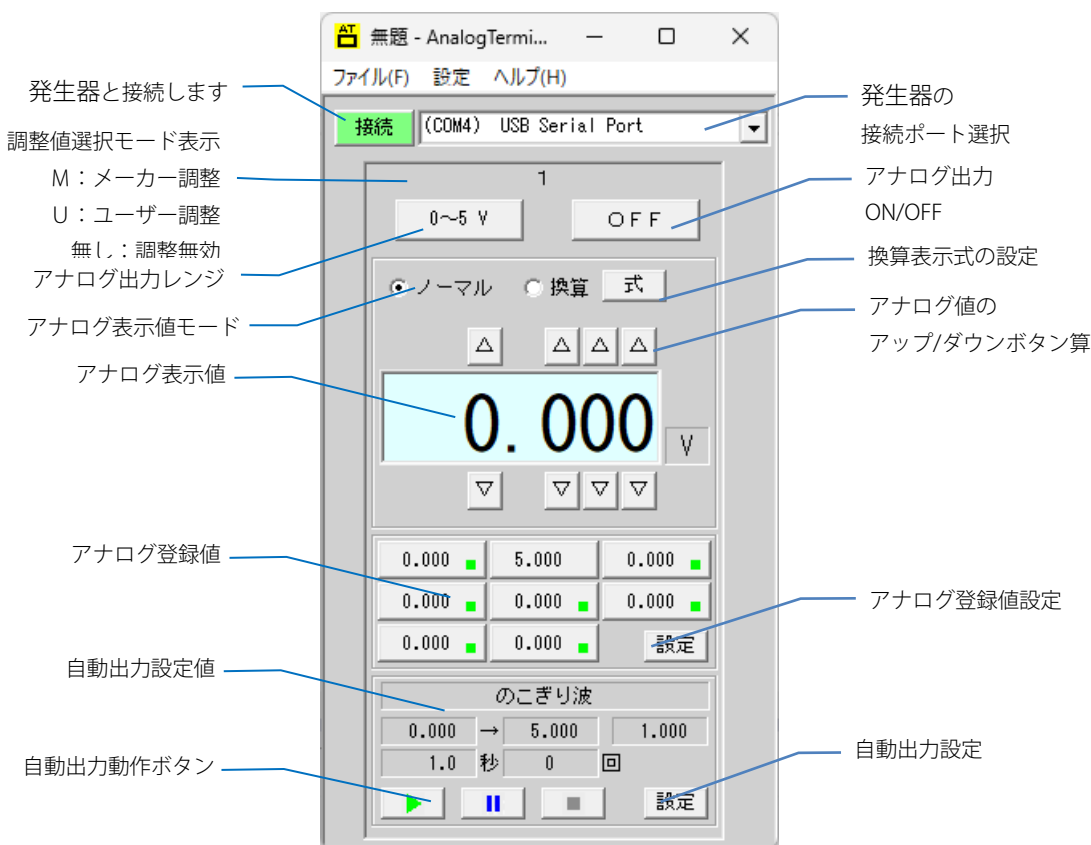 AT
無題 - AnalogTermi...
ファイル(F) 設定 ヘルプ(H)
発生器と接続します
接続 (COM4) USB Serial Port
発生器の
接続ポート選択
調整値選択モード表示
M：メーカー調整
U：ユーザー調整
無し：調整無効
1
アナログ出力
ON/OFF
0～5 V OFF
アナログ出力レンジ
換算表示式の設定
ノーマル 換算 式
アナログ表示値モード
アナログ値の
アップ/ダウンボタン算
△ △ △ △
アナログ表示値
0.000 V
▽ ▽ ▽ ▽
アナログ登録値
0.000 5.000 0.000
0.000 0.000 0.000
0.000 0.000 設定
アナログ登録値設定
自動出力設定値
のこぎり波
0.000 → 5.000 1.000
1.0 秒 0 回
自動出力設定
自動出力動作ボタン
設定